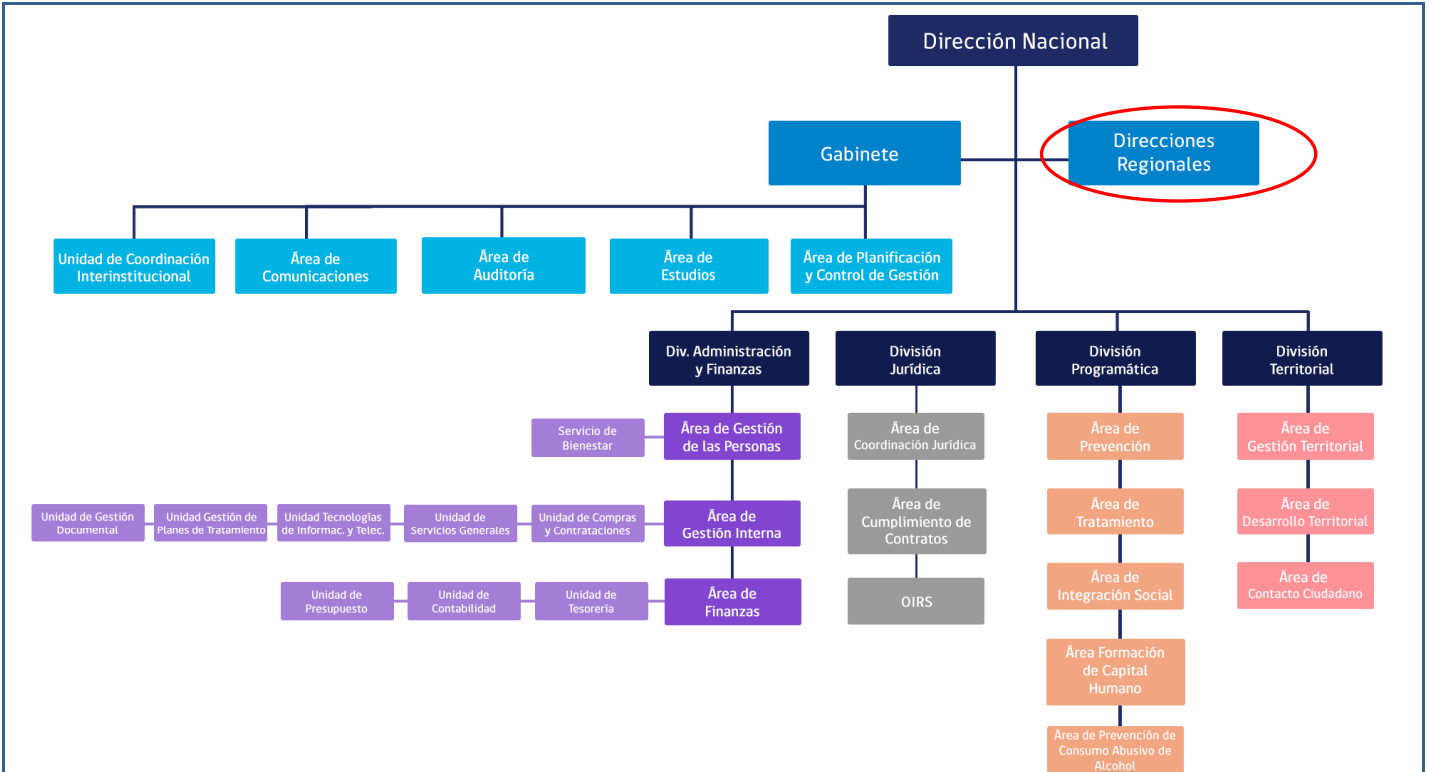 Dirección Nacional
Gabinete
Direcciones
Regionales
Unidad de Coordinación
Interinstitucional
Área de
Comunicaciones
Área de
Auditoría
Área de
Estudios
Área de Planificación
y Control de Gestión
Div. Administración
y Finanzas
División
Jurídica
División
Programática
División
Territorial
Servicio de
Bienestar
Área de Gestión
de las Personas
Área de
Coordinación Jurídica
Área de
Prevención
Área de
Gestión Territorial
Unidad de Gestión
Documental
Unidad Gestión de
Planes de Tratamiento
Unidad Tecnologías
de Informac. y Telec.
Unidad de
Servicios Generales
Unidad de Compras
y Contrataciones
Área de
Gestión Interna
Área de
Cumplimiento de
Contratos
Área de
Tratamiento
Área de
Desarrollo Territorial
Unidad de
Presupuesto
Unidad de
Contabilidad
Unidad de
Tesorería
Área de
Finanzas
OIRS
Área de
Integración Social
Área de
Contacto Ciudadano
Área Formación
de Capital
Humano
Área de Prevención de
Consumo Abusivo de
Alcohol